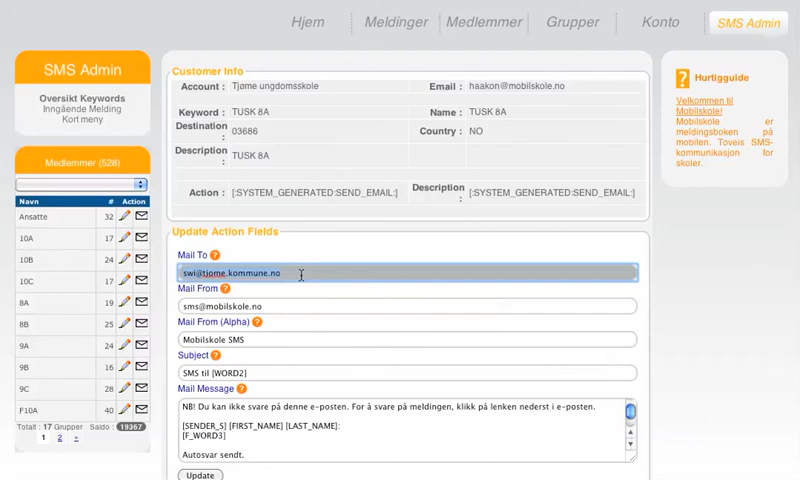 Hjem Meldinger Medlemmer Grupper Konto SMS Admin
SMS Admin
Oversikt Keywords
Inngående Melding
Kort meny
Medlemmer (528)
Navn # Action
Ansatte 32
10A 17
10B 24
10C 17
8A 19
8B 25
9A 24
9B 16
9C 28
F10A 40
Totalt : 17 Grupper Saldo : 19367
1 2 »
Customer Info
Account : Tjøme ungdomsskole Email : haakon@mobilskole.no
Keyword : TUSK 8A Name : TUSK 8A
Destination : 03686 Country : NO
Description : TUSK 8A
Action : [:SYSTEM_GENERATED:SEND_EMAIL:] Description : [:SYSTEM_GENERATED:SEND_EMAIL:]
Update Action Fields
Mail To ?
swi@tjome.kommune.no
Mail From ?
sms@mobilskole.no
Mail From (Alpha) ?
Mobilskole SMS
Subject ?
SMS til [WORD2]
Mail Message ?
NB! Du kan ikke svare på denne e-posten. For å svare på meldingen, klikk på lenken nederst i e-posten.
[SENDER_S] [FIRST_NAME] [LAST_NAME]:
[F_WORD3]
Autosvar sendt.
Update
? Hurtigguide
Velkommen til
Mobilskole!
Mobilskole er
meldingsboken på
mobilen. Toveis SMS-
kommunikasjon for
skoler.